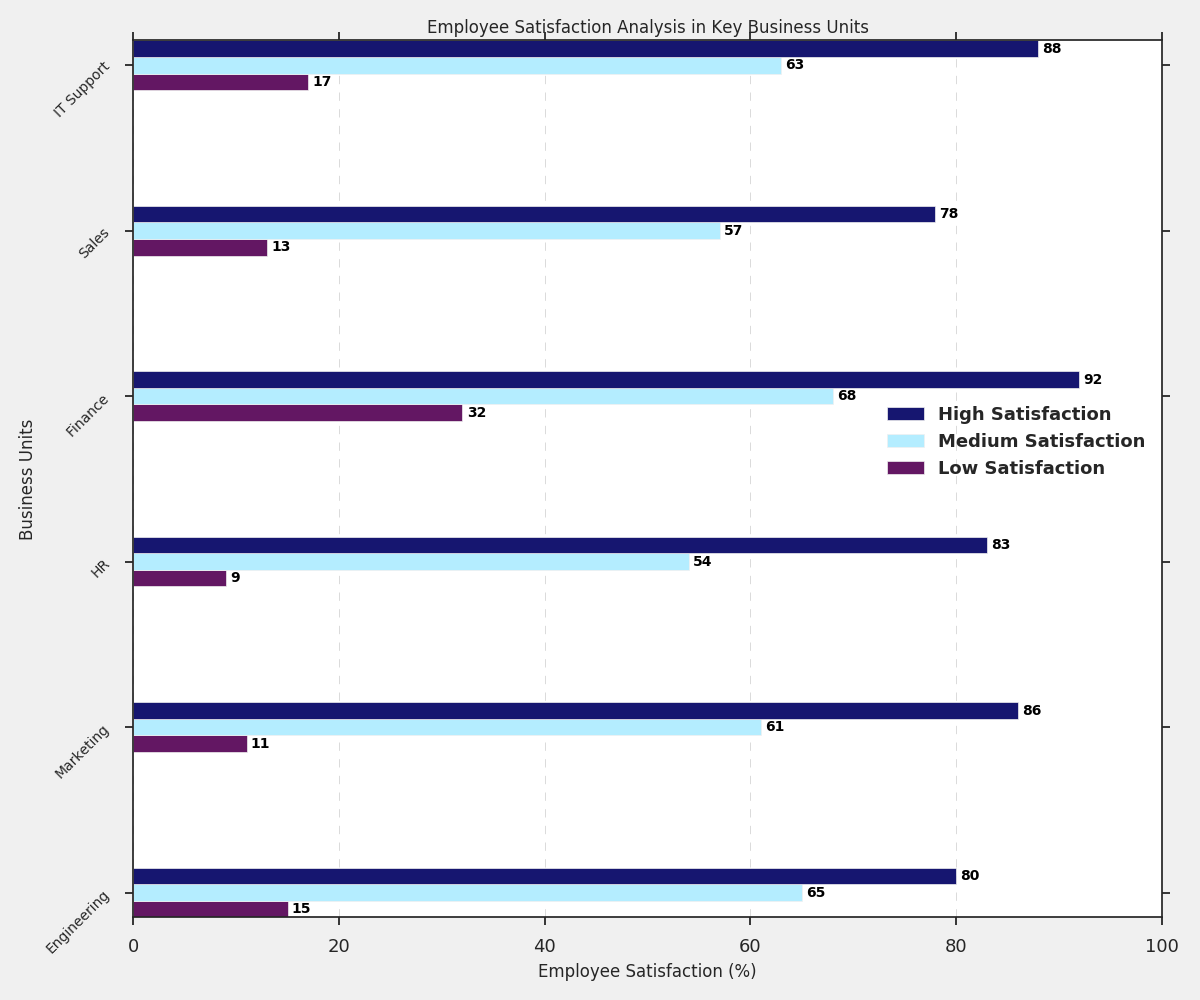 Employee Satisfaction Analysis in Key Business Units
IT Support
88
63
17
Sales
78
57
13
Finance
92
68
32
High Satisfaction
Medium Satisfaction
Low Satisfaction
Business Units
HR
83
54
9
Marketing
86
61
11
Engineering
80
65
15
0 20 40 60 80 100
Employee Satisfaction (%)